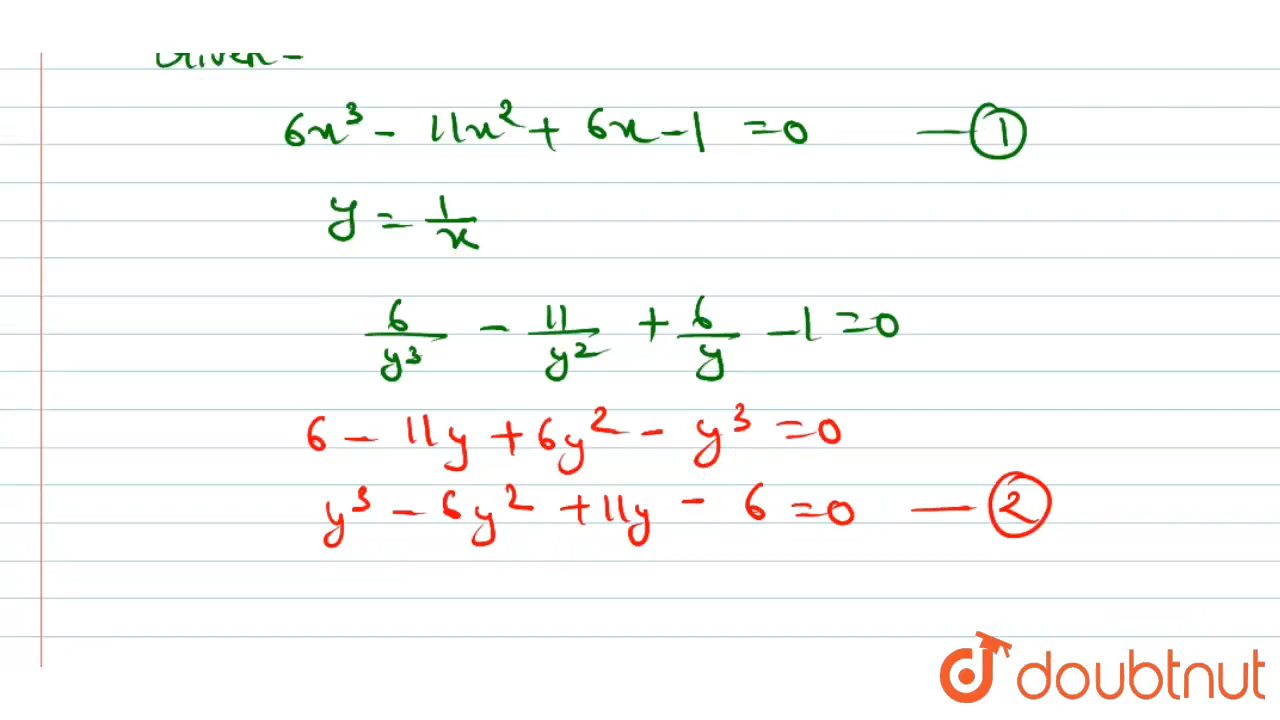 Given -
6x³ - 11x² + 6x - 1 = 0 — ①
y = 1/x
6/y³ - 11/y² + 6/y - 1 = 0
6 - 11y + 6y² - y³ = 0
y³ - 6y² + 11y - 6 = 0 — ②
doubtnut